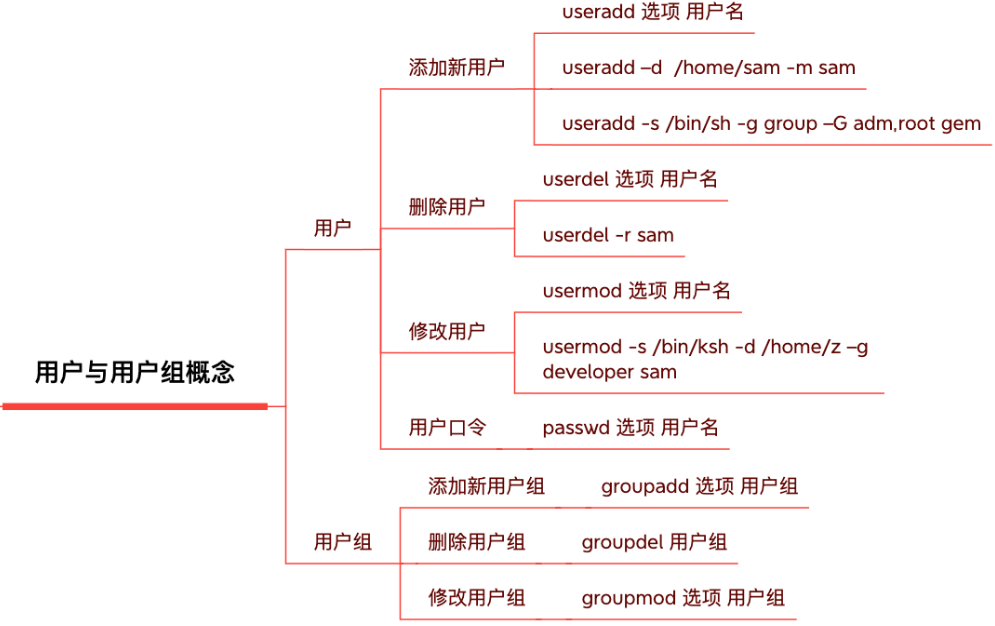 用户与用户组概念
用户
添加新用户
useradd 选项 用户名
useradd –d  /home/sam -m sam
useradd -s /bin/sh -g group –G adm,root gem
删除用户
userdel 选项 用户名
userdel -r sam
修改用户
usermod 选项 用户名
usermod -s /bin/ksh -d /home/z –g
developer sam
用户口令
passwd 选项 用户名
用户组
添加新用户组
groupadd 选项 用户组
删除用户组
groupdel 用户组
修改用户组
groupmod 选项 用户组